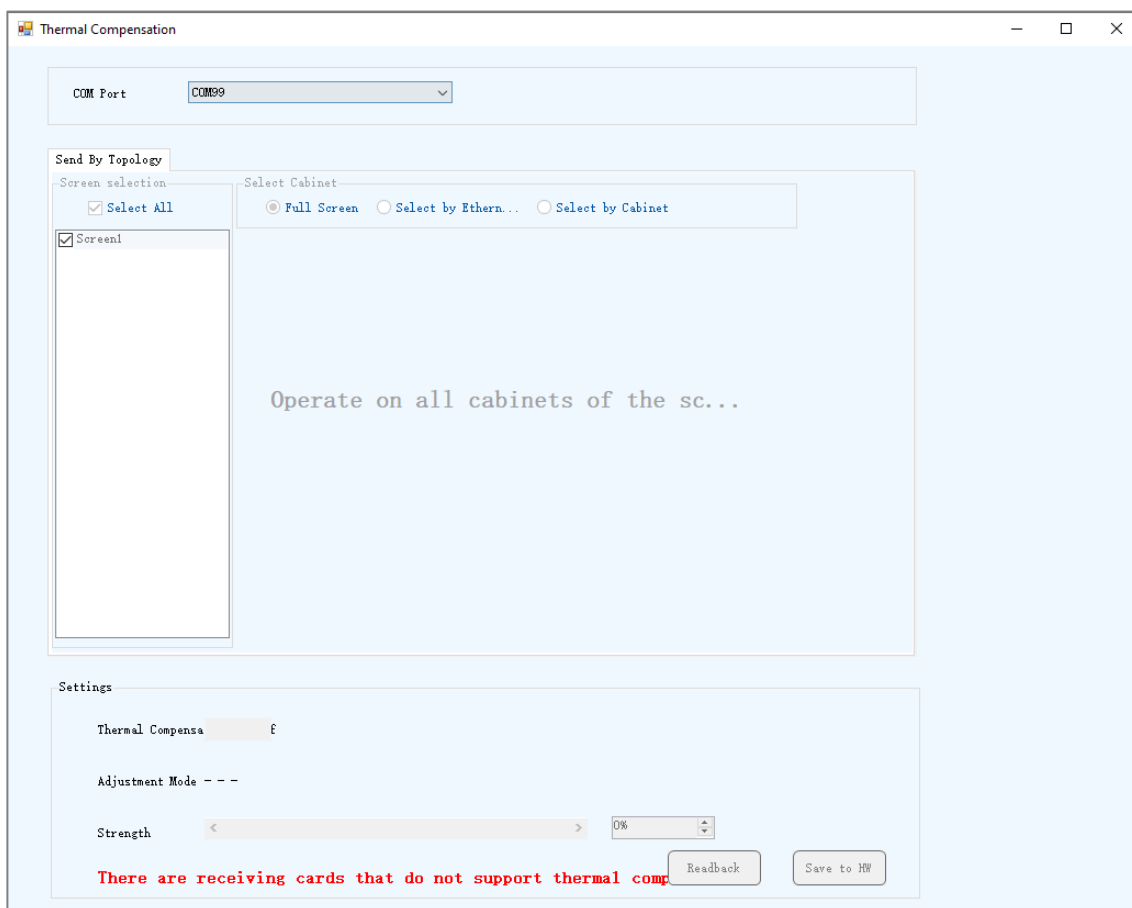 Thermal Compensation
COM Port
COM99
Send By Topology
Screen selection
Select All
Screen1
Select Cabinet
Full Screen
Select by Ethern...
Select by Cabinet
Operate on all cabinets of the sc...
Settings
Thermal Compensa
Adjustment Mode - - -
Strength
0%
There are receiving cards that do not support thermal comp
Readback
Save to HW